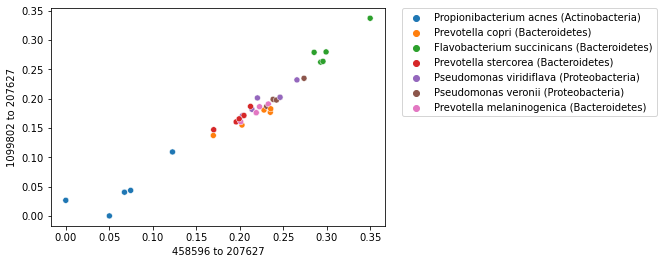 0.35
0.30
0.25
0.20
0.15
0.10
0.05
0.00
1099802 to 207627
0.00 0.05 0.10 0.15 0.20 0.25 0.30 0.35
458596 to 207627
Propionibacterium acnes (Actinobacteria)
Prevotella copri (Bacteroidetes)
Flavobacterium succinicans (Bacteroidetes)
Prevotella stercorea (Bacteroidetes)
Pseudomonas viridiflava (Proteobacteria)
Pseudomonas veronii (Proteobacteria)
Prevotella melaninogenica (Bacteroidetes)